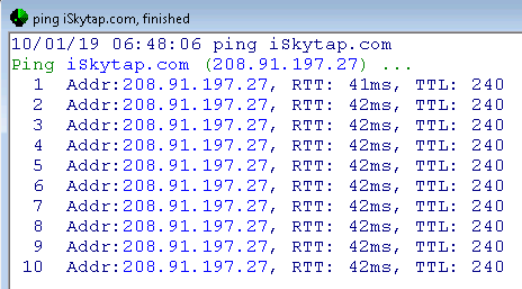 ping iSkytap.com, finished
10/01/19 06:48:06 ping iSkytap.com
Ping iSkytap.com (208.91.197.27) ...
1 Addr:208.91.197.27, RTT: 41ms, TTL: 240
2 Addr:208.91.197.27, RTT: 42ms, TTL: 240
3 Addr:208.91.197.27, RTT: 42ms, TTL: 240
4 Addr:208.91.197.27, RTT: 42ms, TTL: 240
5 Addr:208.91.197.27, RTT: 42ms, TTL: 240
6 Addr:208.91.197.27, RTT: 42ms, TTL: 240
7 Addr:208.91.197.27, RTT: 42ms, TTL: 240
8 Addr:208.91.197.27, RTT: 42ms, TTL: 240
9 Addr:208.91.197.27, RTT: 42ms, TTL: 240
10 Addr:208.91.197.27, RTT: 42ms, TTL: 240